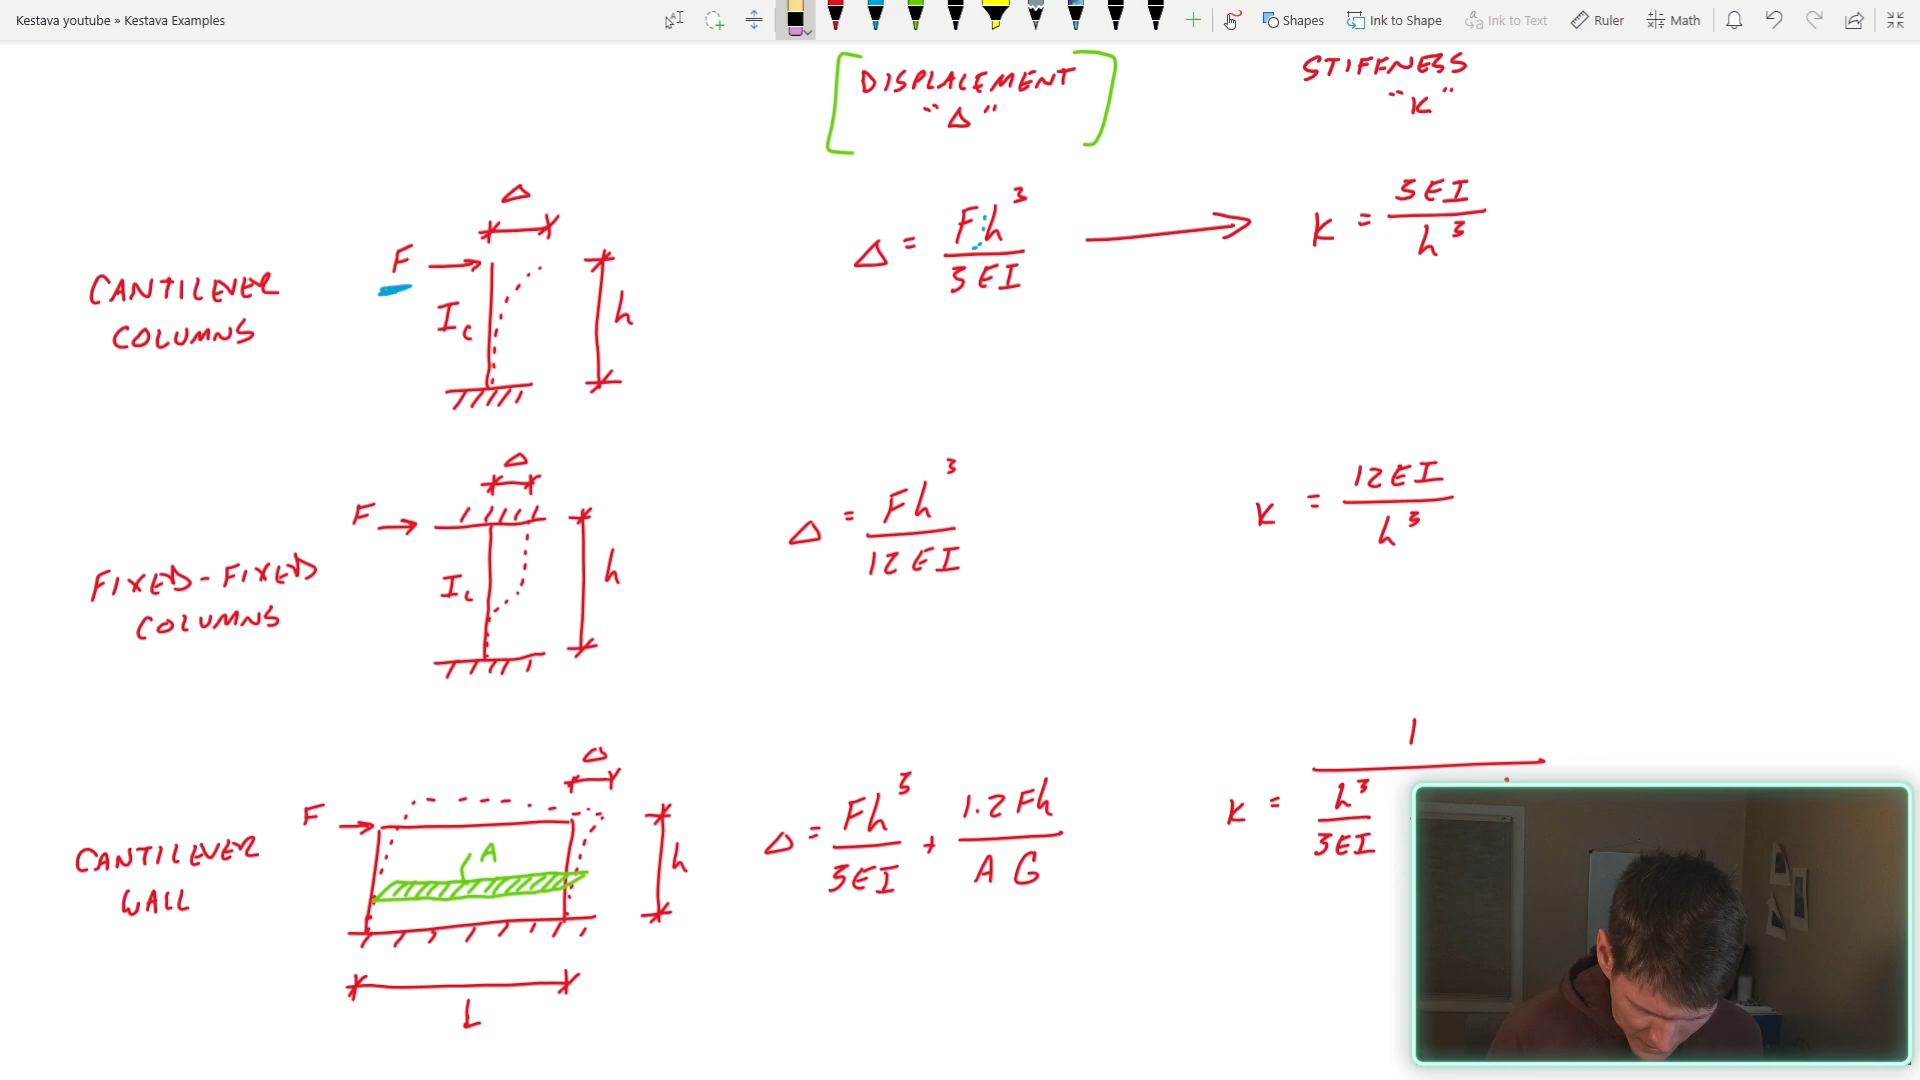 Kestava youtube » Kestava Examples
Shapes
Ink to Shape
Ink to Text
Ruler
Math
DISPLACEMENT
"Δ"
STIFFNESS
"K"
CANTILEVER
COLUMNS
Δ
F
I c
h
Δ = Fh³ / 3EI
K = 3EI / h³
FIXED-FIXED
COLUMNS
Δ
F
I c
h
Δ = Fh³ / 12EI
K = 12EI / h³
CANTILEVER
WALL
Δ
F
A
h
L
Δ = Fh³ / 3EI + 1.2Fh / AG
K = 1 / h³ / 3EI